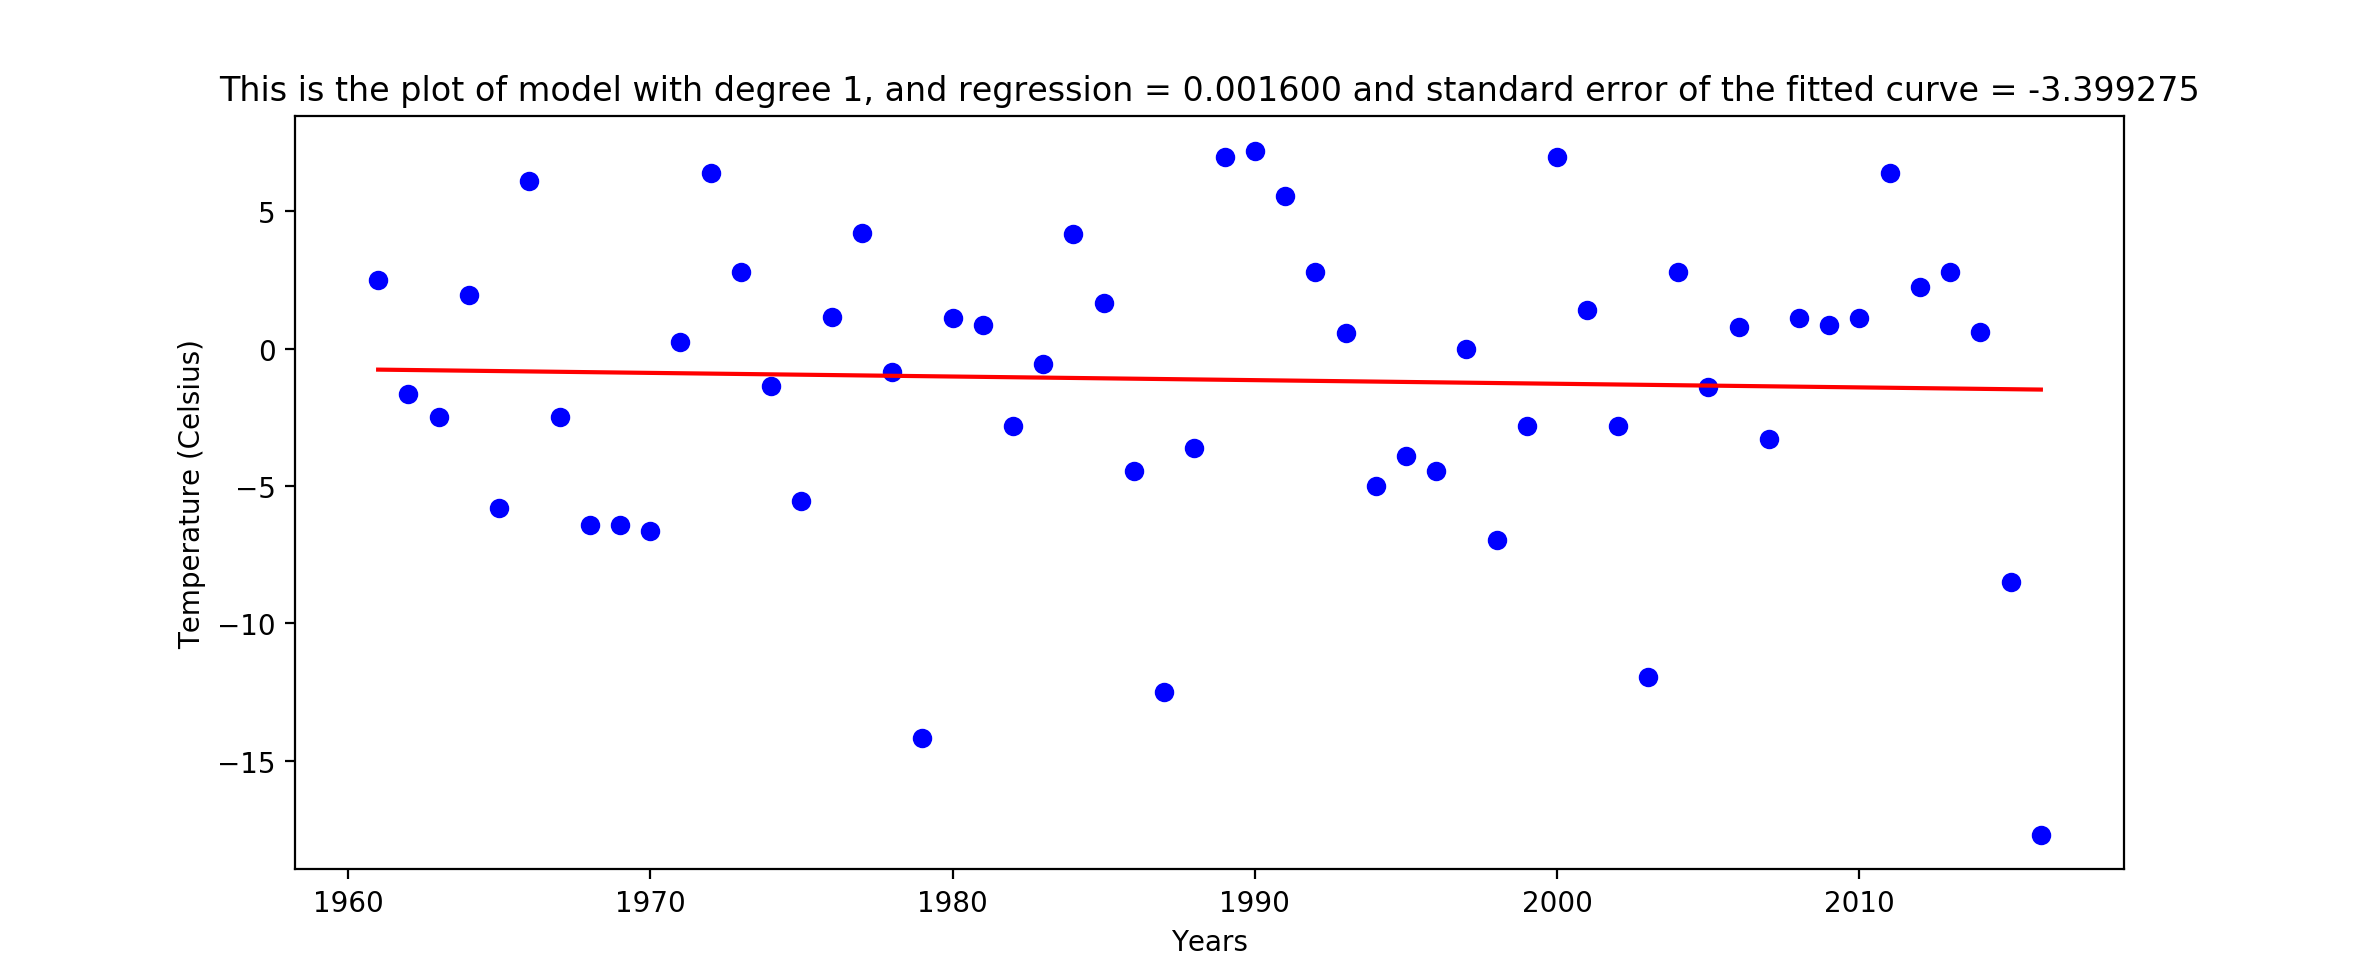 This is the plot of model with degree 1, and regression = 0.001600 and standard error of the fitted curve = -3.399275
5
0
−5
−10
−15
Temperature (Celsius)
1960 1970 1980 1990 2000 2010
Years